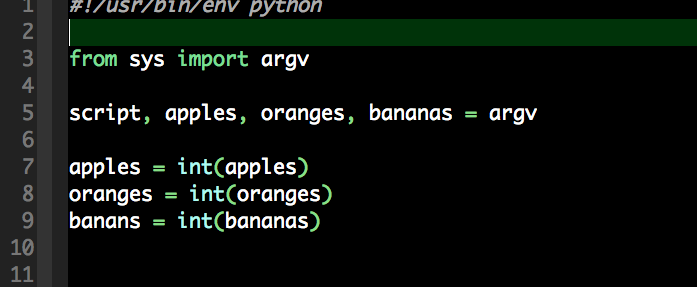 1 #!/usr/bin/env python
2
3 from sys import argv
4
5 script, apples, oranges, bananas = argv
6
7 apples = int(apples)
8 oranges = int(oranges)
9 banans = int(bananas)
10
11